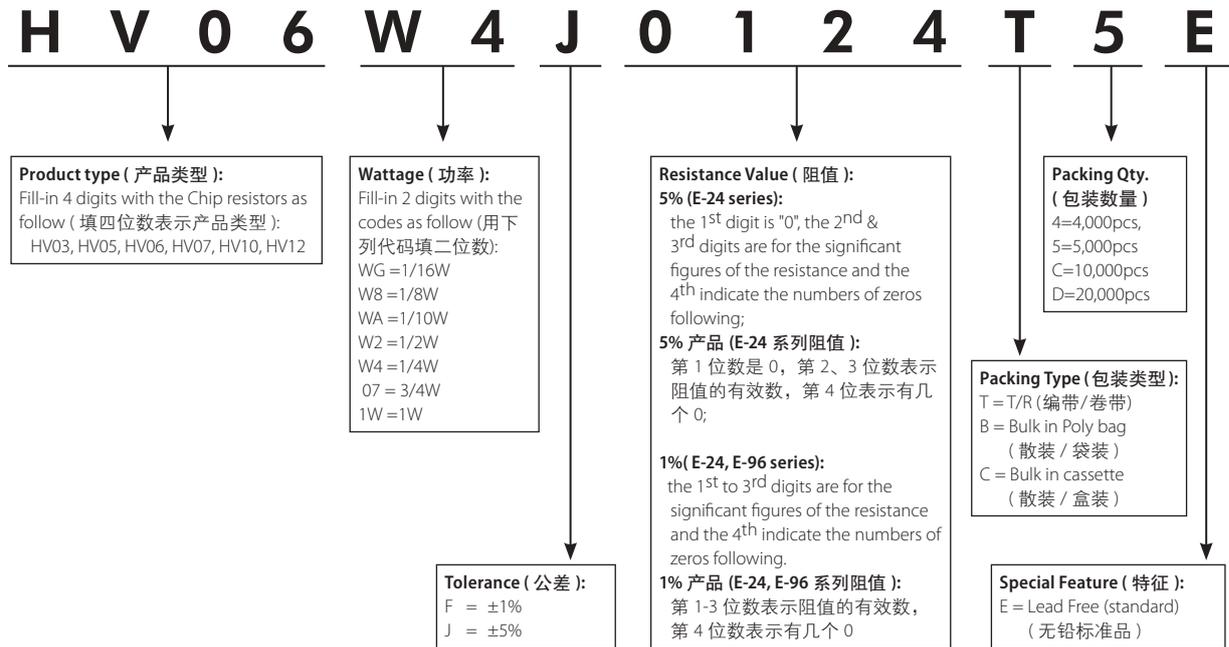 H V 0 6 W 4 J 0 1 2 4 T 5 E
Product type ( 产品类型 ):
Fill-in 4 digits with the Chip resistors as
follow ( 填四位数表示产品类型 ):
HV03, HV05, HV06, HV07, HV10, HV12
Wattage ( 功率 ):
Fill-in 2 digits with the
codes as follow (用下
列代码填二位数):
WG =1/16W
W8 =1/8W
WA =1/10W
W2 =1/2W
W4 =1/4W
07 = 3/4W
1W =1W
Tolerance ( 公差 ):
F = ±1%
J = ±5%
Resistance Value ( 阻值 ):
5% (E-24 series):
the 1st digit is "0", the 2nd &
3rd digits are for the significant
figures of the resistance and the
4th indicate the numbers of zeros
following;
5% 产品 (E-24 系列阻值 ):
第 1 位数是 0，第 2、3 位数表示
阻值的有效数，第 4 位表示有几
个 0;
1%( E-24, E-96 series):
the 1st to 3rd digits are for the
significant figures of the resistance
and the 4th indicate the numbers of
zeros following.
1% 产品 (E-24, E-96 系列阻值 ):
第 1-3 位数表示阻值的有效数，
第 4 位数表示有几个 0
Packing Qty.
( 包装数量 )
4=4,000pcs,
5=5,000pcs
C=10,000pcs
D=20,000pcs
Packing Type ( 包装类型 ):
T = T/R ( 编带/ 卷带 )
B = Bulk in Poly bag
( 散装 / 袋装 )
C = Bulk in cassette
( 散装 / 盒装 )
Special Feature ( 特征 ):
E = Lead Free (standard)
( 无铅标准品 )